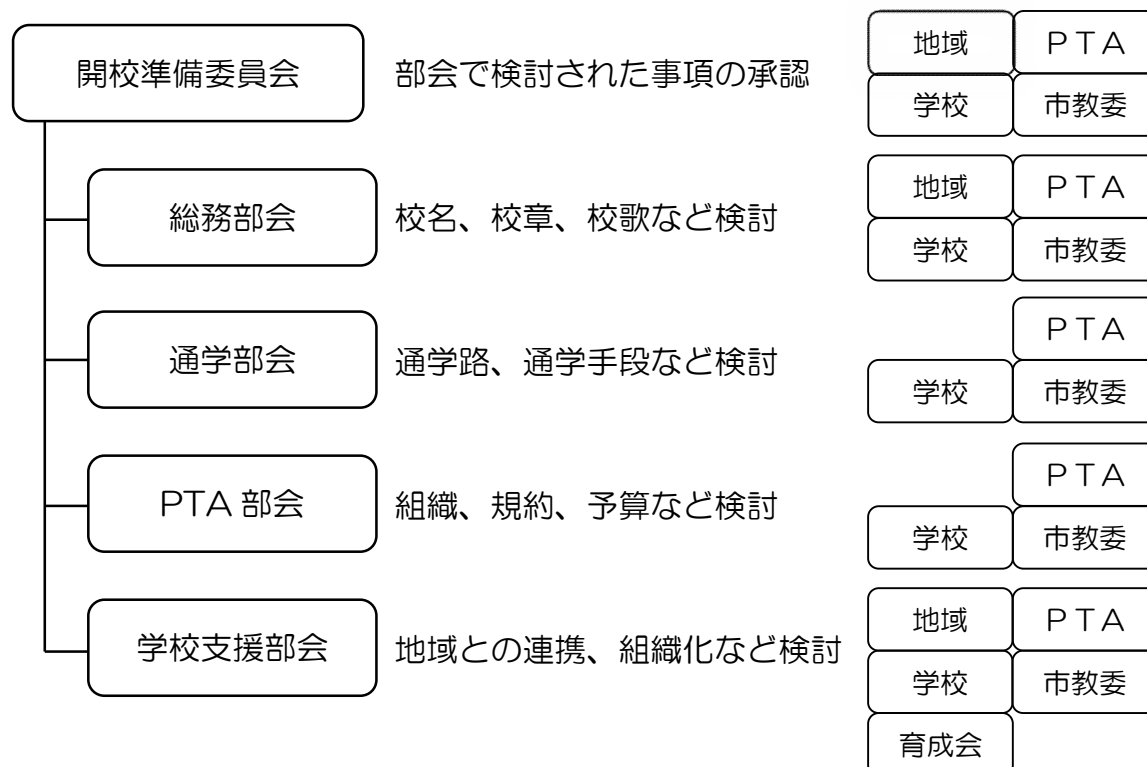 開校準備委員会
部会で検討された事項の承認
地域
ＰＴＡ
学校
市教委
総務部会
校名、校章、校歌など検討
地域
ＰＴＡ
学校
市教委
通学部会
通学路、通学手段など検討
ＰＴＡ
学校
市教委
PTA 部会
組織、規約、予算など検討
ＰＴＡ
学校
市教委
学校支援部会
地域との連携、組織化など検討
地域
ＰＴＡ
学校
市教委
育成会